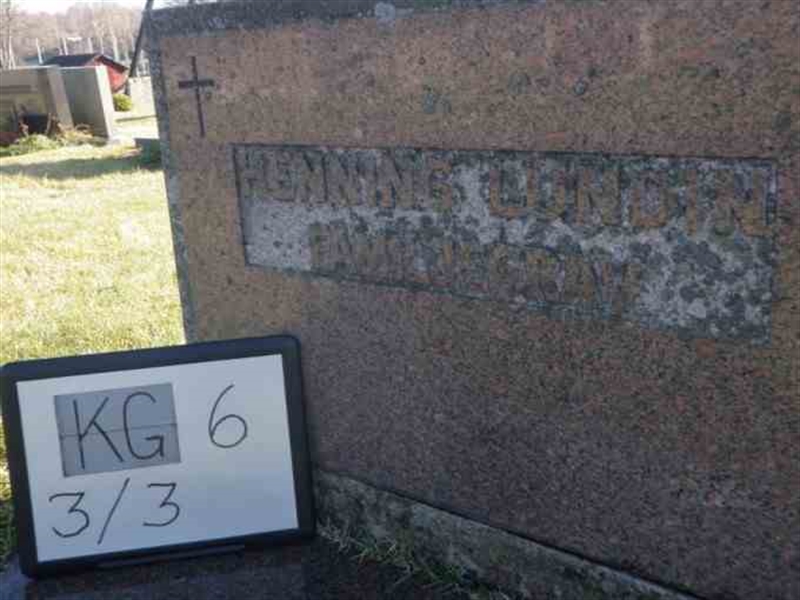 HENNING LUNDIN
FAMILJEGRAV
KG 6
3/3